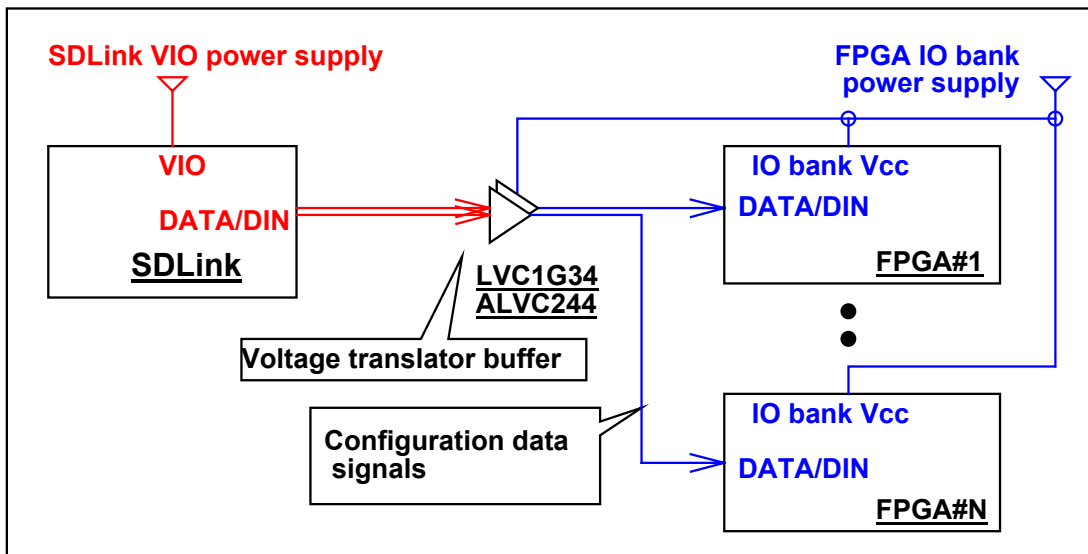 SDLink VIO power supply
FPGA IO bank
power supply
VIO
DATA/DIN
SDLink
LVC1G34
ALVC244
Voltage translator buffer
Configuration data
signals
IO bank Vcc
DATA/DIN
FPGA#1
IO bank Vcc
DATA/DIN
FPGA#N